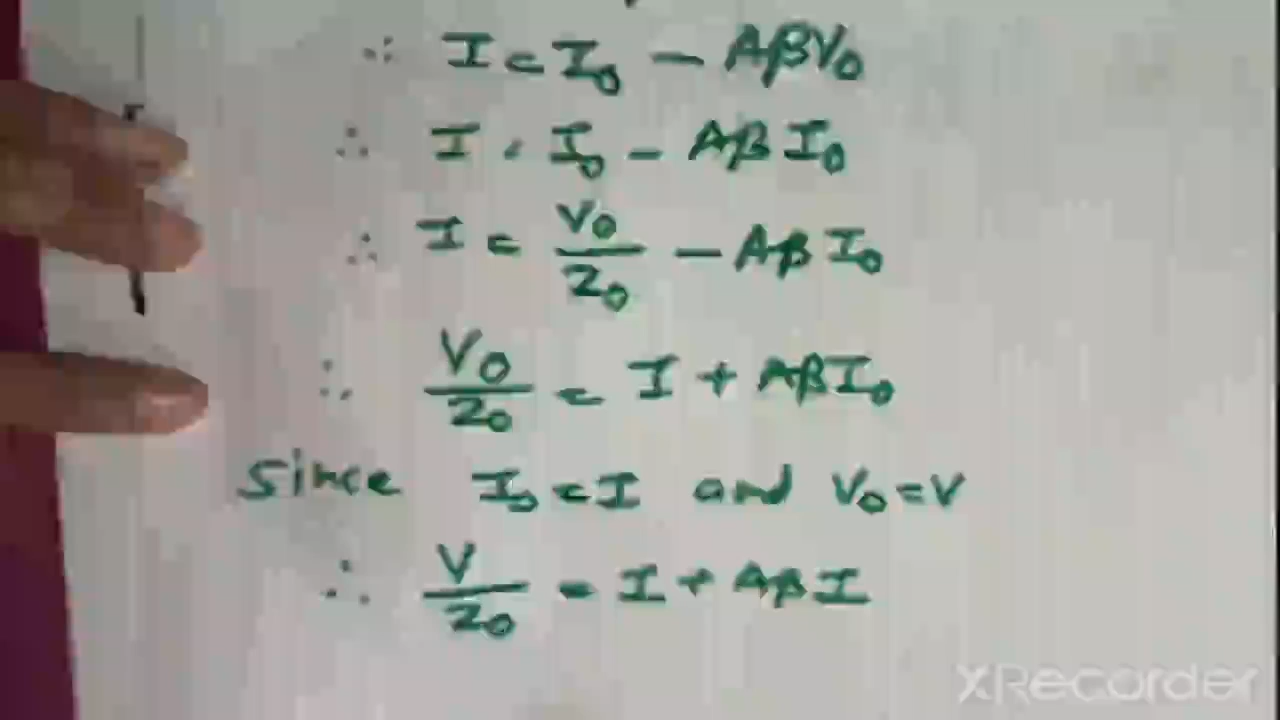 ∴ I = I₀ − AβV₀
∴ I = I₀ − AβI₀
∴ I = V₀/Z₀ − AβI₀
∴ V₀/Z₀ = I + AβI₀
Since I₀ = I and V₀ = V
∴ V/Z₀ = I + AβI
XRecorder